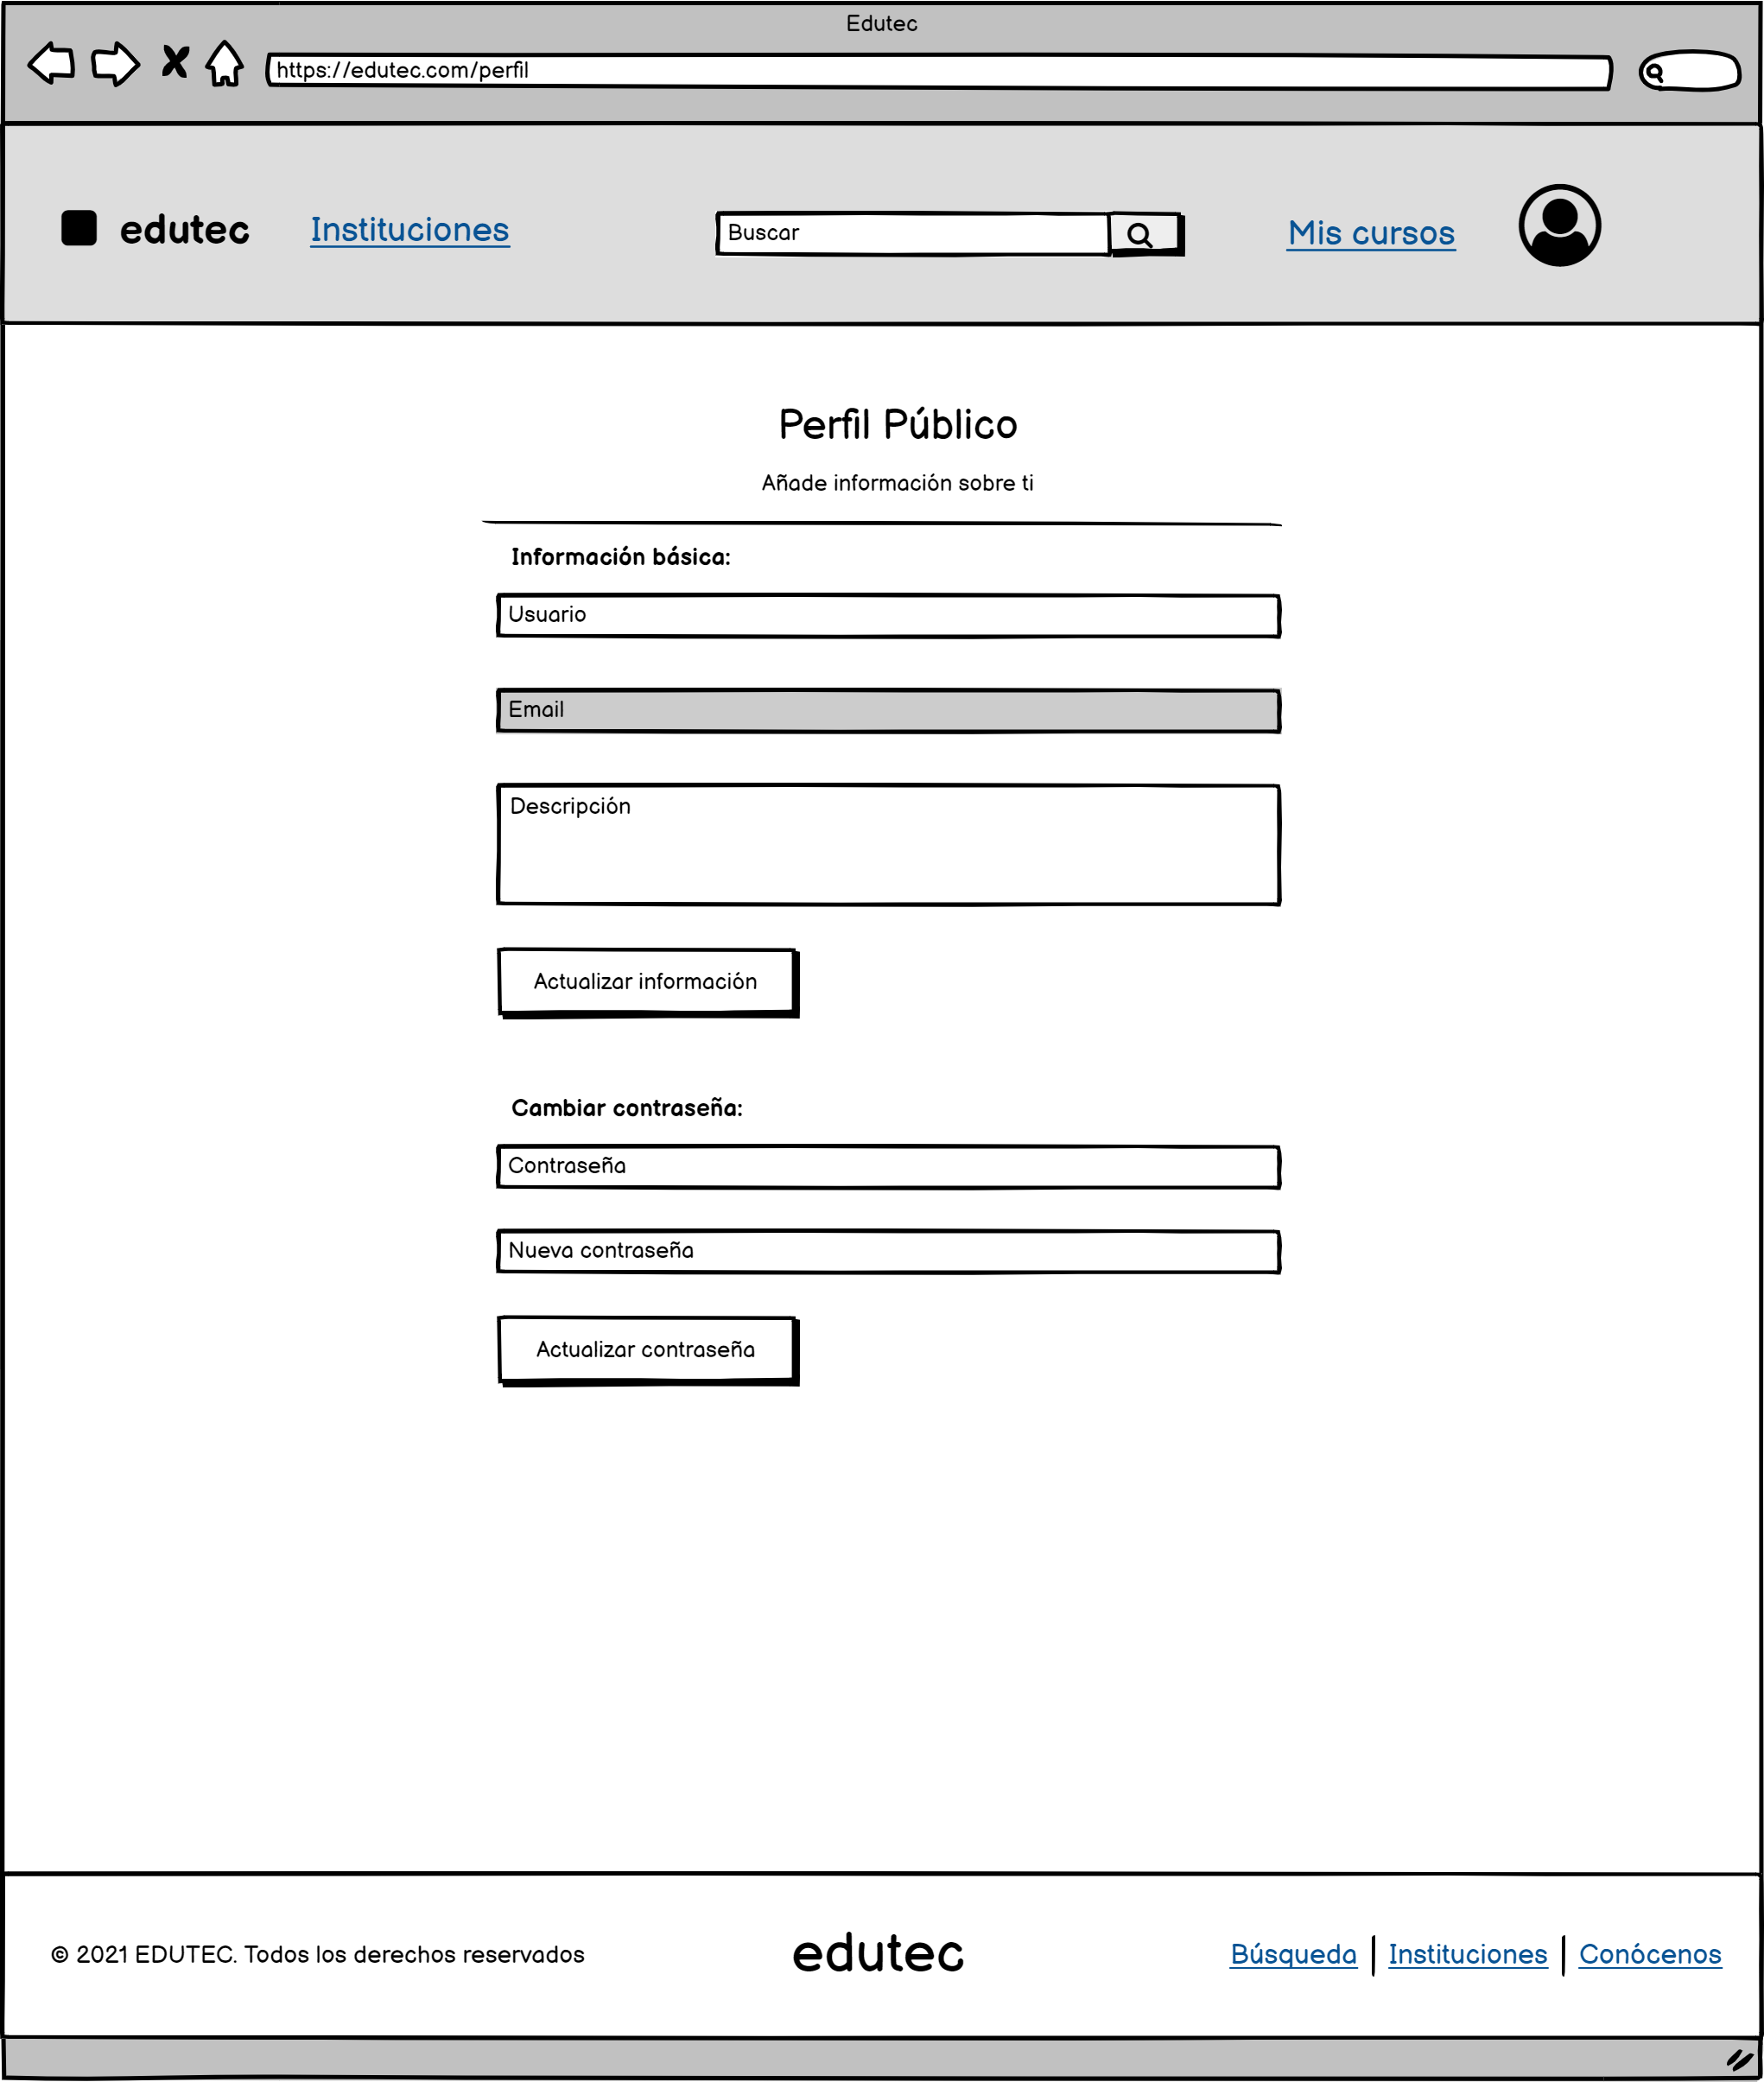 Edutec
https://edutec.com/perfil
edutec Instituciones Buscar Mis cursos
Perfil Público
Añade información sobre ti
Información básica:
Usuario
Email
Descripción
Actualizar información
Cambiar contraseña:
Contraseña
Nueva contraseña
Actualizar contraseña
© 2021 EDUTEC. Todos los derechos reservados edutec Búsqueda Instituciones Conócenos